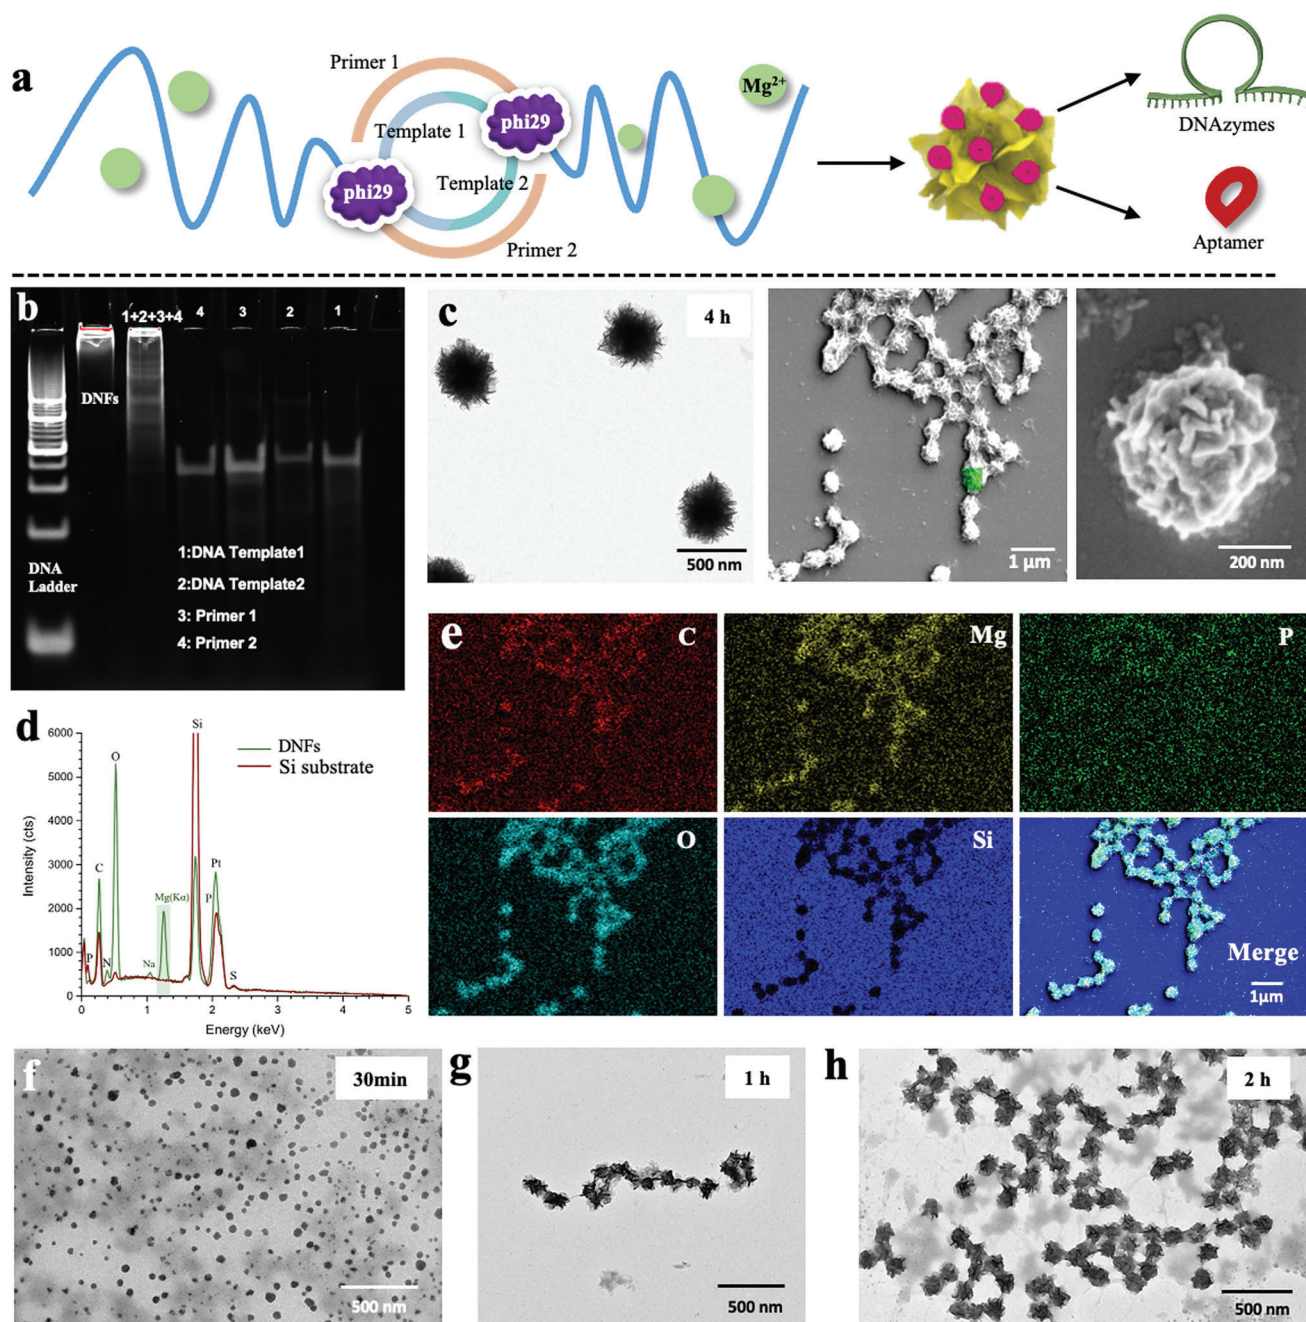 a
Primer 1
Template 1
phi29
phi29
Template 2
Primer 2
Mg²⁺
DNAzymes
Aptamer
b
1+2+3+4
4
3
2
1
DNFs
DNA
Ladder
1:DNA Template1
2:DNA Template2
3: Primer 1
4: Primer 2
c
4 h
500 nm
1 µm
200 nm
d
6000
5000
4000
3000
2000
1000
0
Intensity (cts)
0
1
2
3
4
5
Energy (keV)
DNFs
Si substrate
P
C
N
O
Na
Mg(Kα)
Si
P
Pt
S
e
C
Mg
P
O
Si
Merge
1µm
f
30min
500 nm
g
1 h
500 nm
h
2 h
500 nm